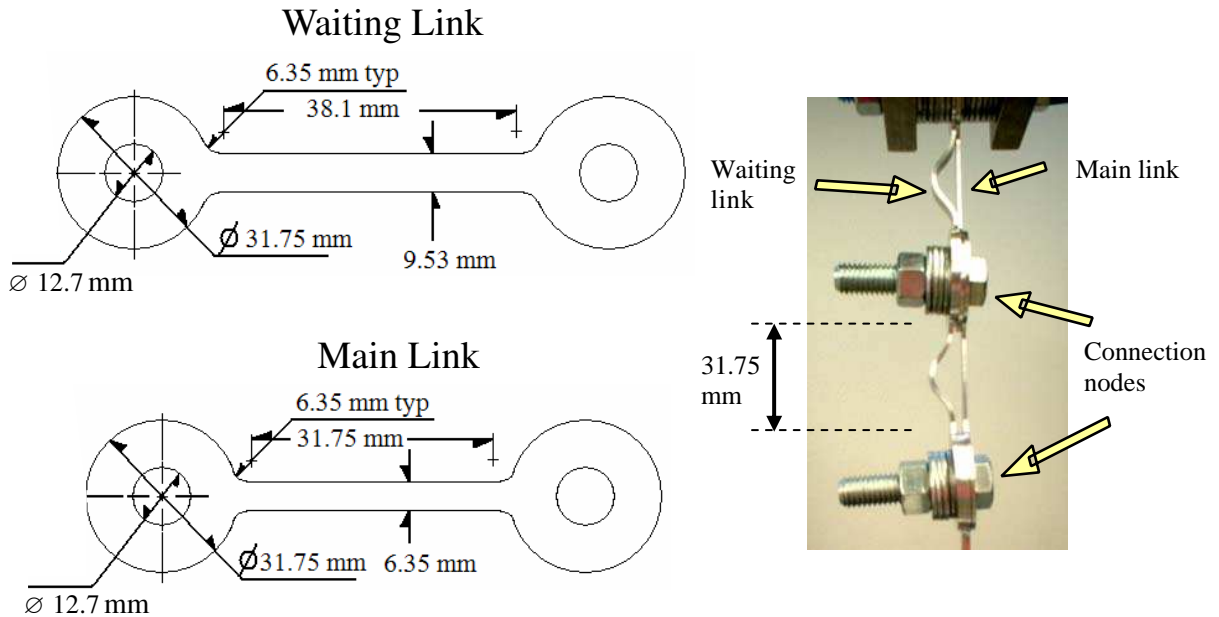 Waiting Link
6.35 mm typ
38.1 mm
Ø 31.75 mm
9.53 mm
∅ 12.7 mm
Main Link
6.35 mm typ
31.75 mm
Ø 31.75 mm
6.35 mm
∅ 12.7 mm
Waiting
link
Main link
31.75
mm
Connection
nodes